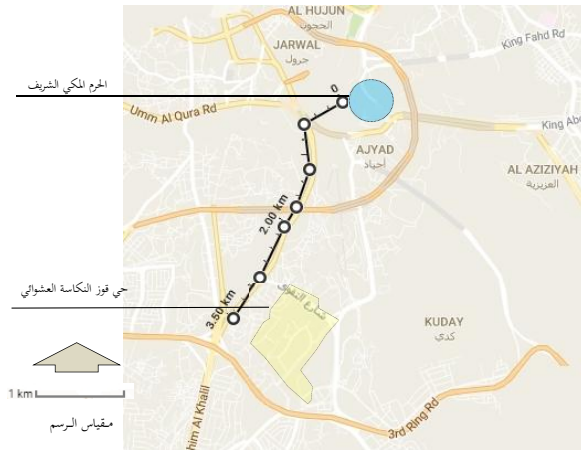 AL HUJUN
الحجون
JARWAL
جرول
King Fahd Rd
0
الحرم المكي الشريف
Umm Al Qura Rd
King Abd
AJYAD
أجياد
AL AZIZIYAH
العزيزية
2.00 km
حي قوز النكاسة العشوائي
شارع التقوى
3.50 km
KUDAY
كدي
1 km
مقياس الرسم
him Al Khalil
3rd Ring Rd